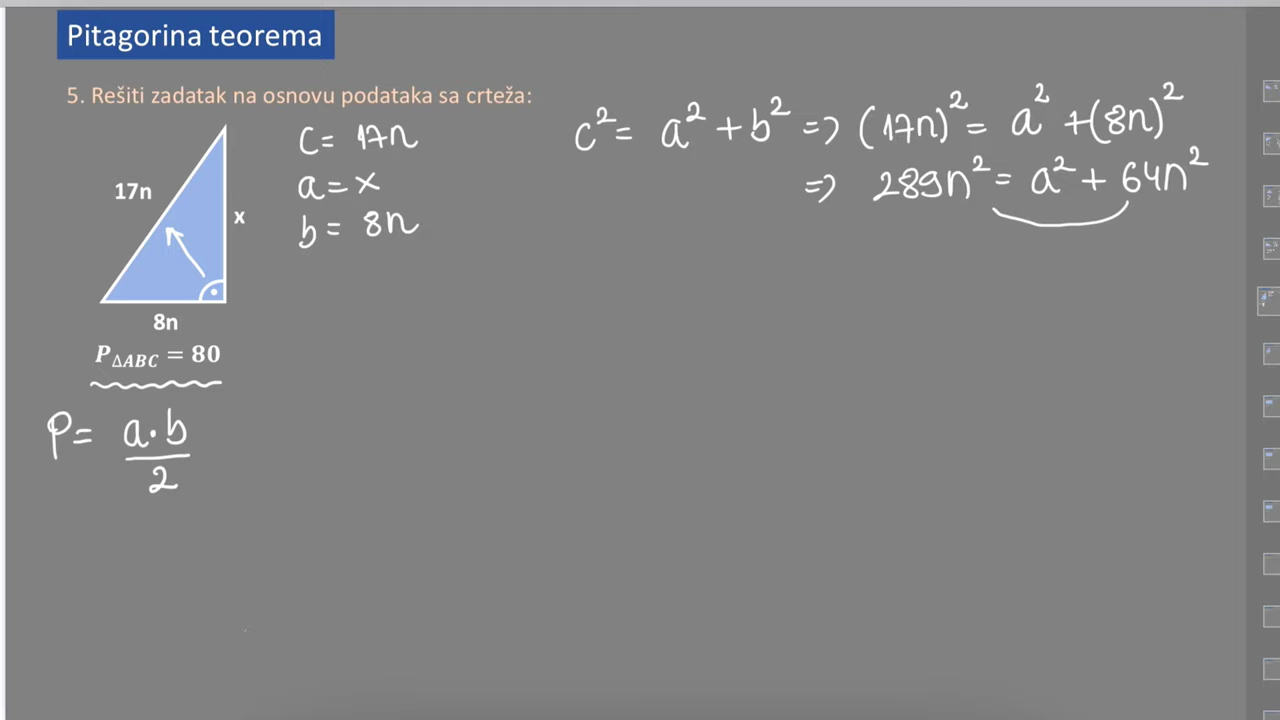 Pitagorina teorema
5. Rešiti zadatak na osnovu podataka sa crteža:
17n
x
8n
P△ABC = 80
P = a·b/2
c = 17n
a = x
b = 8n
c² = a² + b² => (17n)² = a² + (8n)²
=> 289n² = a² + 64n²